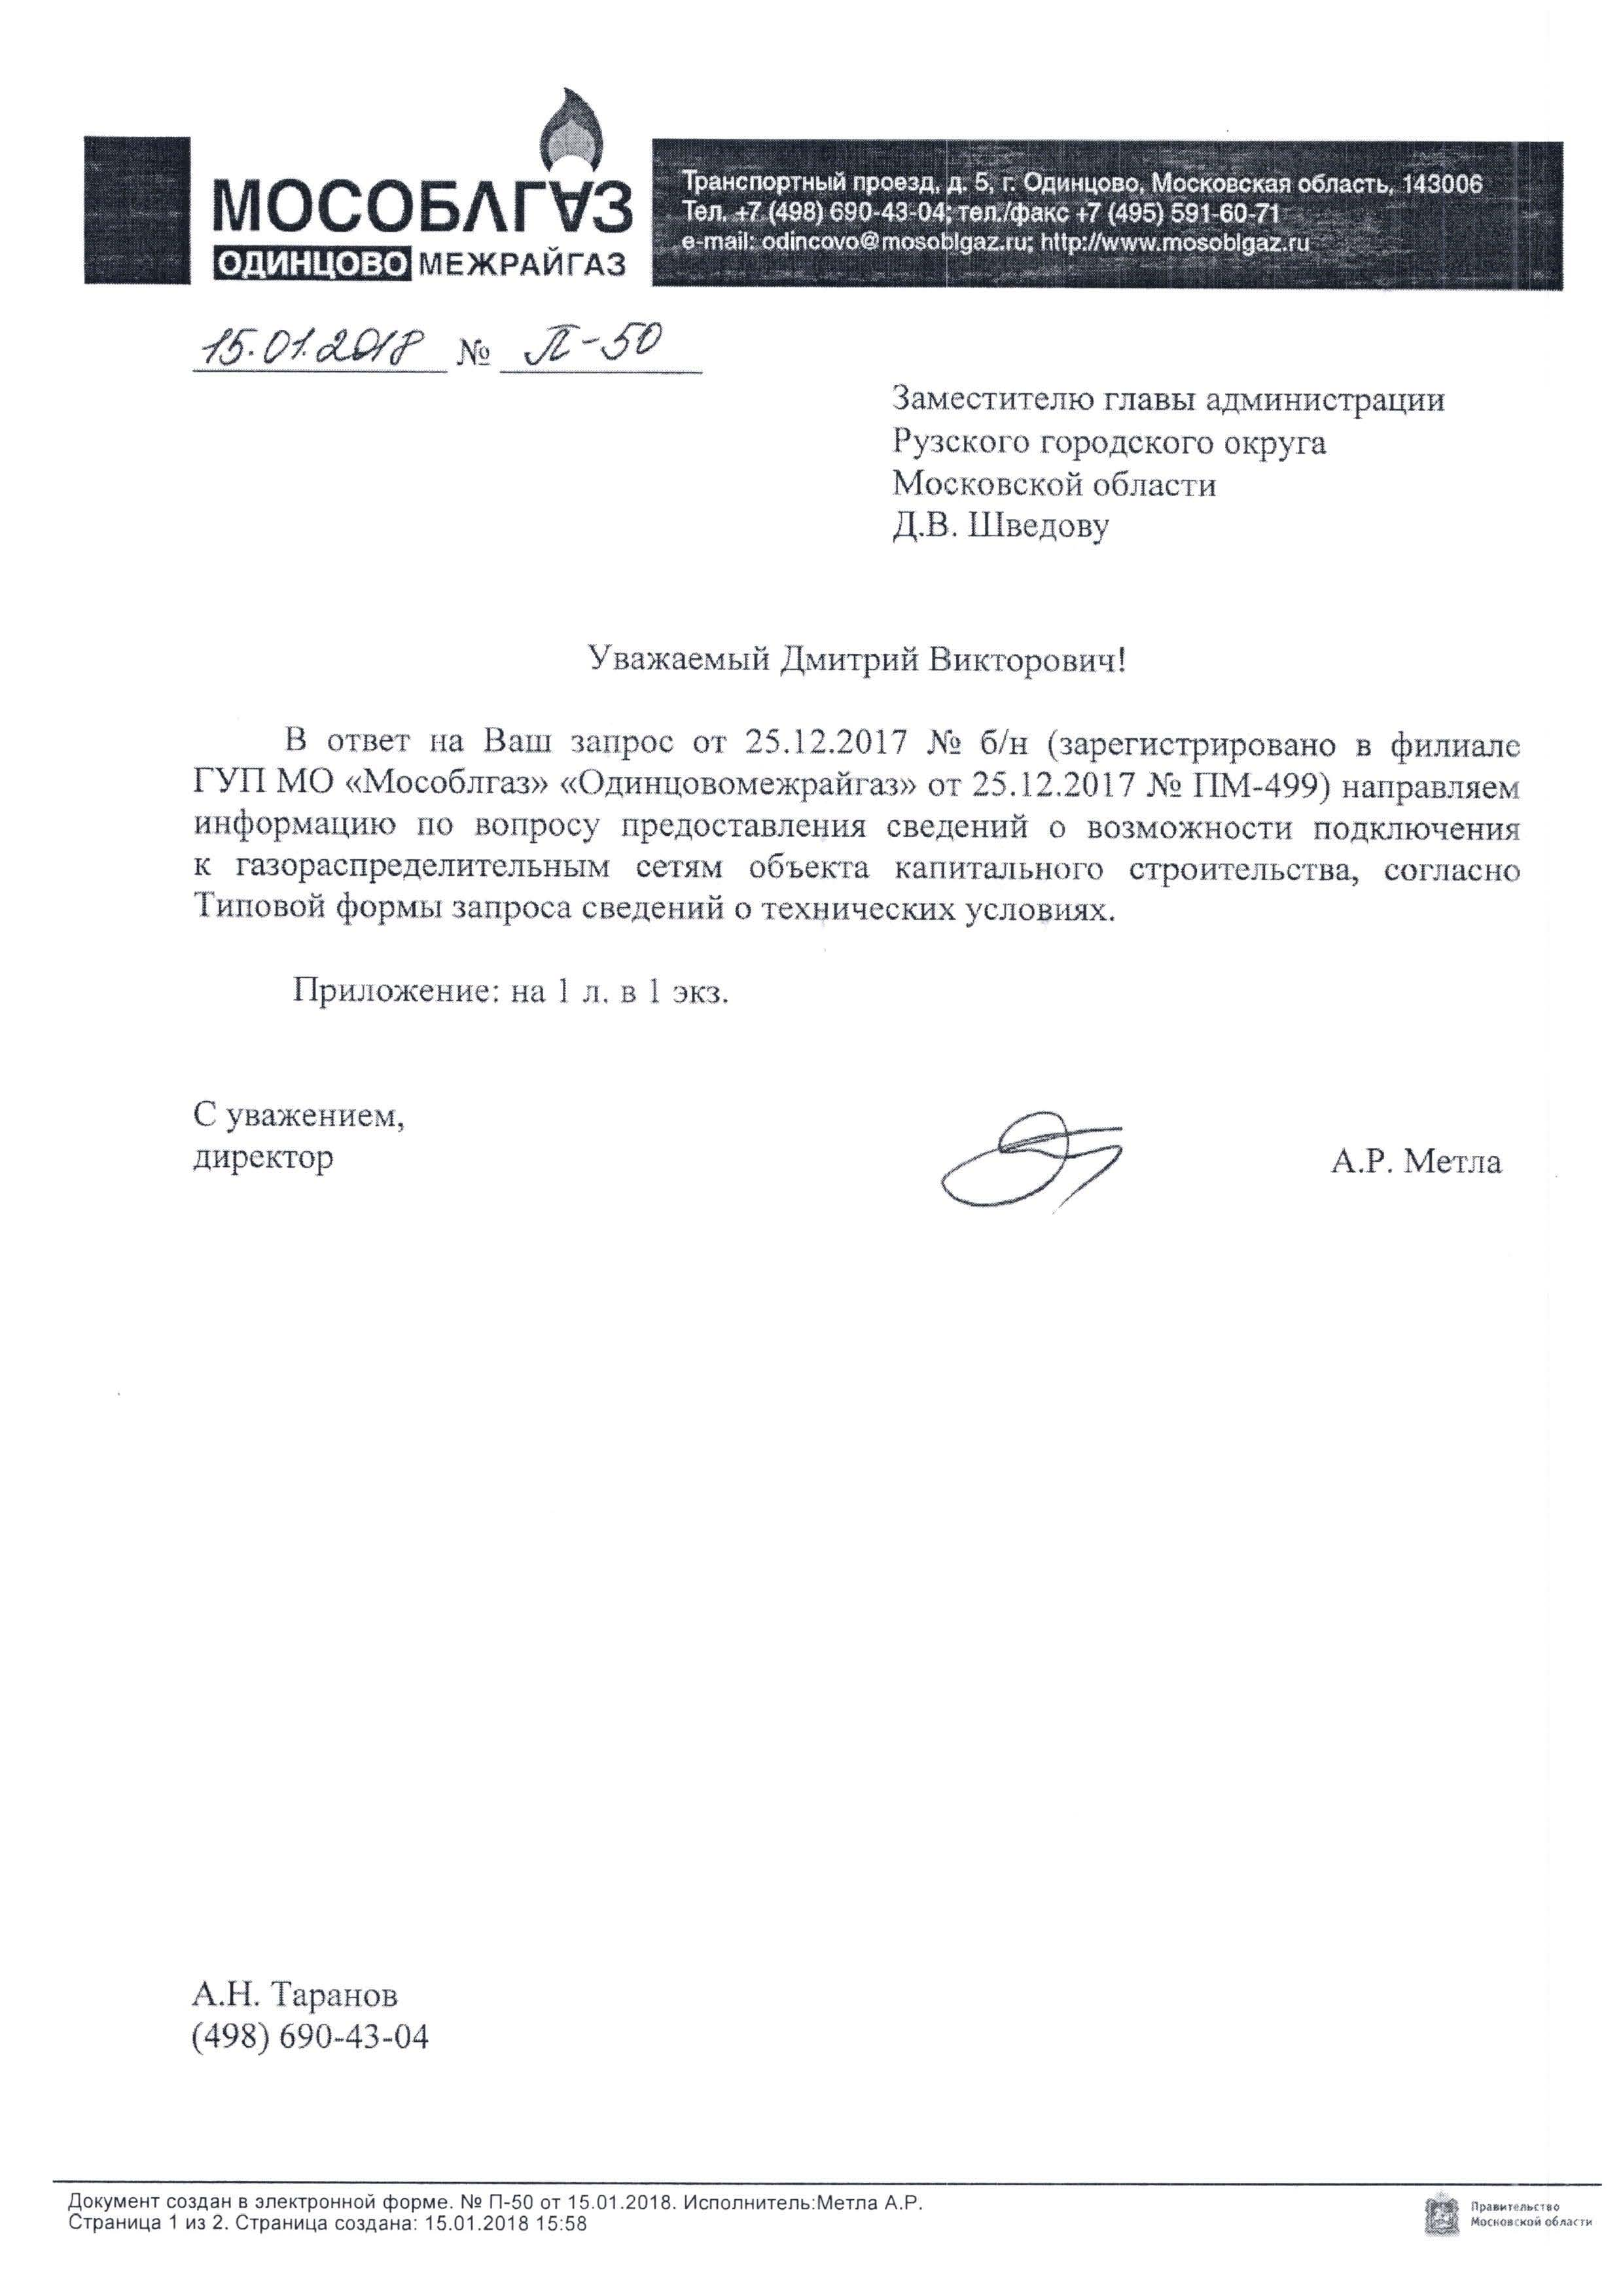 МОСОБЛГАЗ
ОДИНЦОВО МЕЖРАЙГАЗ
Транспортный проезд, д. 5, г. Одинцово, Московская область, 143006
Тел. +7 (498) 690-43-04; тел./факс +7 (495) 591-60-71
e-mail: odincovo@mosoblgaz.ru; http://www.mosoblgaz.ru
15.01.2018 № П-50
Заместителю главы администрации
Рузского городского округа
Московской области
Д.В. Шведову
Уважаемый Дмитрий Викторович!
В ответ на Ваш запрос от 25.12.2017 № б/н (зарегистрировано в филиале
ГУП МО «Мособлгаз» «Одинцовомежрайгаз» от 25.12.2017 № ПМ-499) направляем
информацию по вопросу предоставления сведений о возможности подключения
к газораспределительным сетям объекта капитального строительства, согласно
Типовой формы запроса сведений о технических условиях.
Приложение: на 1 л. в 1 экз.
С уважением,
директор
А.Р. Метла
А.Н. Таранов
(498) 690-43-04
Документ создан в электронной форме. № П-50 от 15.01.2018. Исполнитель:Метла А.Р.
Страница 1 из 2. Страница создана: 15.01.2018 15:58
Правительство
Московской области